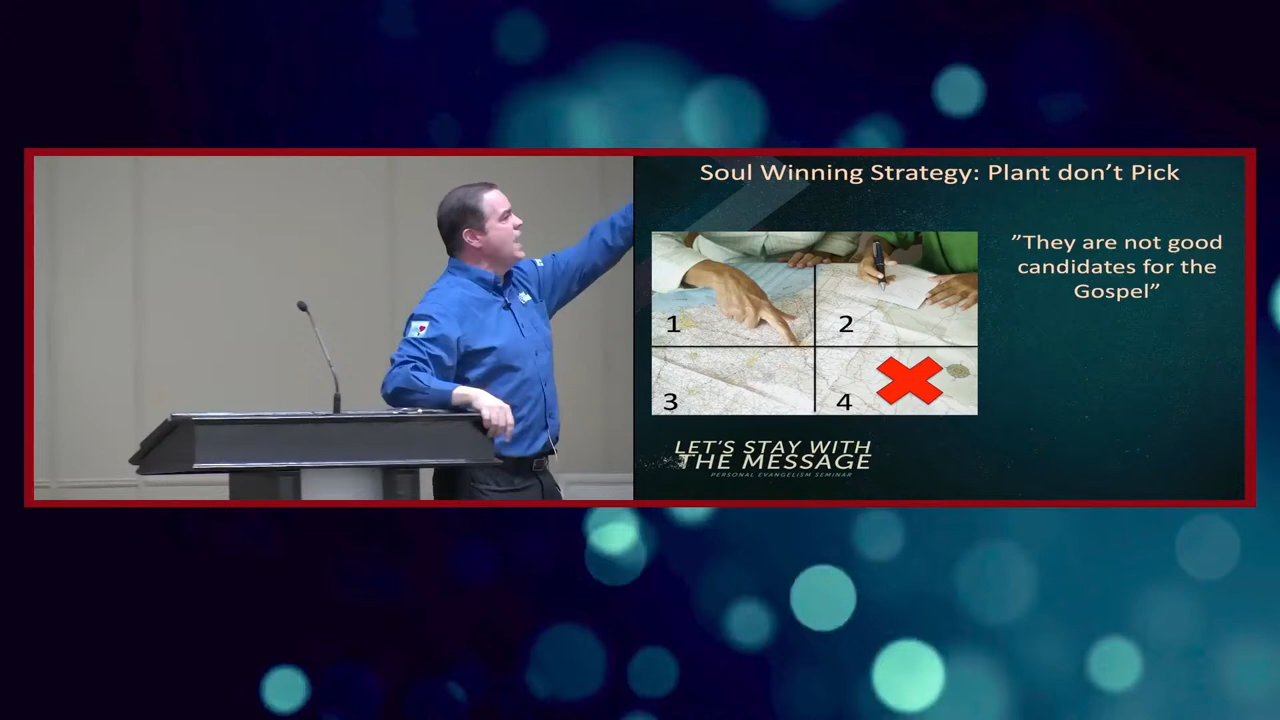 Soul Winning Strategy: Plant don’t Pick
”They are not good
candidates for the
Gospel”
1
2
3
4
LET'S STAY WITH
THE MESSAGE
PERSONAL EVANGELISM SEMINAR